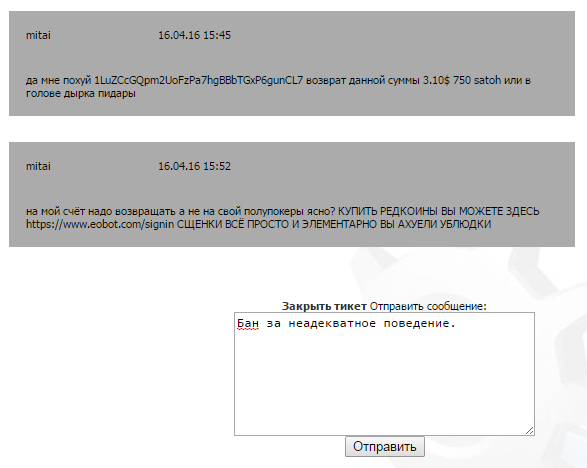 mitai 16.04.16 15:45
да мне похуй 1LuZCcGQpm2UoFzPa7hgBBbTGxP6gunCL7 возврат данной суммы 3.10$ 750 satoh или в
голове дырка пидары
mitai 16.04.16 15:52
на мой счёт надо возвращать а не на свой полупокеры ясно? КУПИТЬ РЕДКОИНЫ ВЫ МОЖЕТЕ ЗДЕСЬ
https://www.eobot.com/signin СЩЕНКИ ВСЁ ПРОСТО И ЭЛЕМЕНТАРНО ВЫ АХУЕЛИ УБЛЮДКИ
Закрыть тикет Отправить сообщение:
Бан за неадекватное поведение.
Отправить